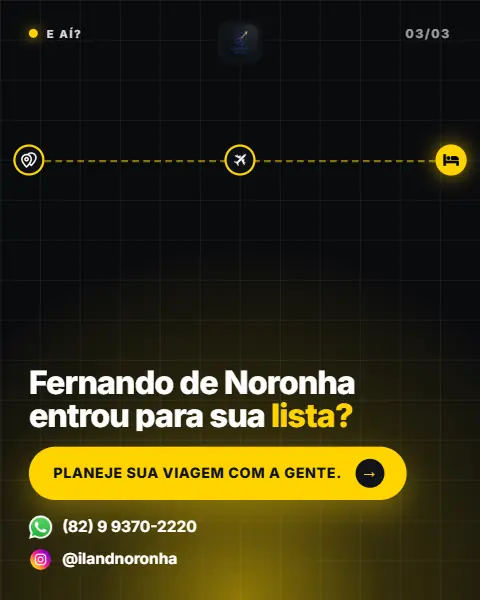 E AÍ?
03/03
Fernando de Noronha
entrou para sua lista?
PLANEJE SUA VIAGEM COM A GENTE. →
(82) 9 9370-2220
@ilandnoronha